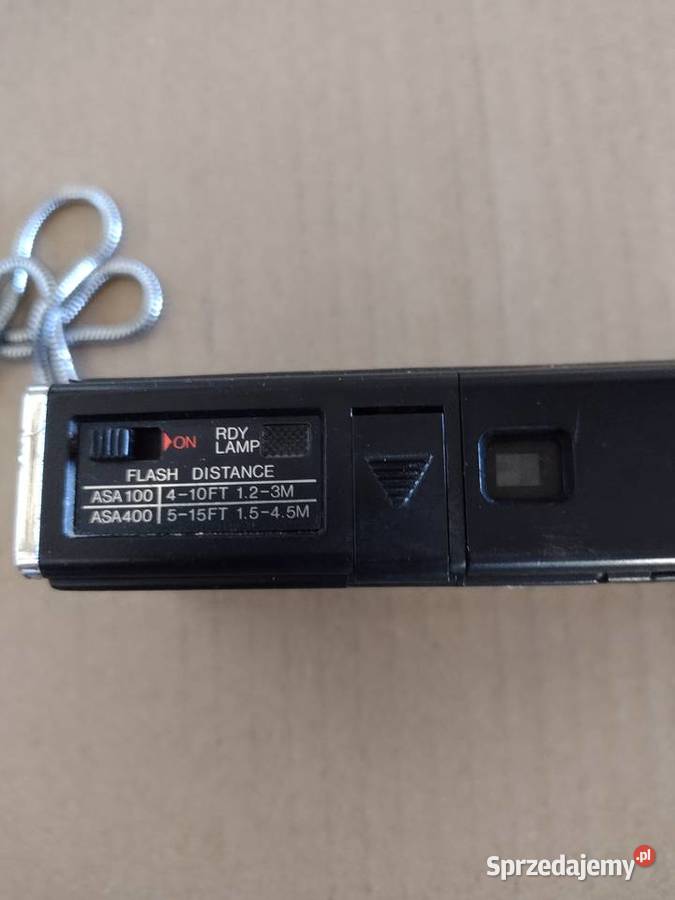 ON
RDY
LAMP
FLASH DISTANCE
ASA100 4-10FT 1.2-3M
ASA400 5-15FT 1.5-4.5M
Sprzedajemy.pl